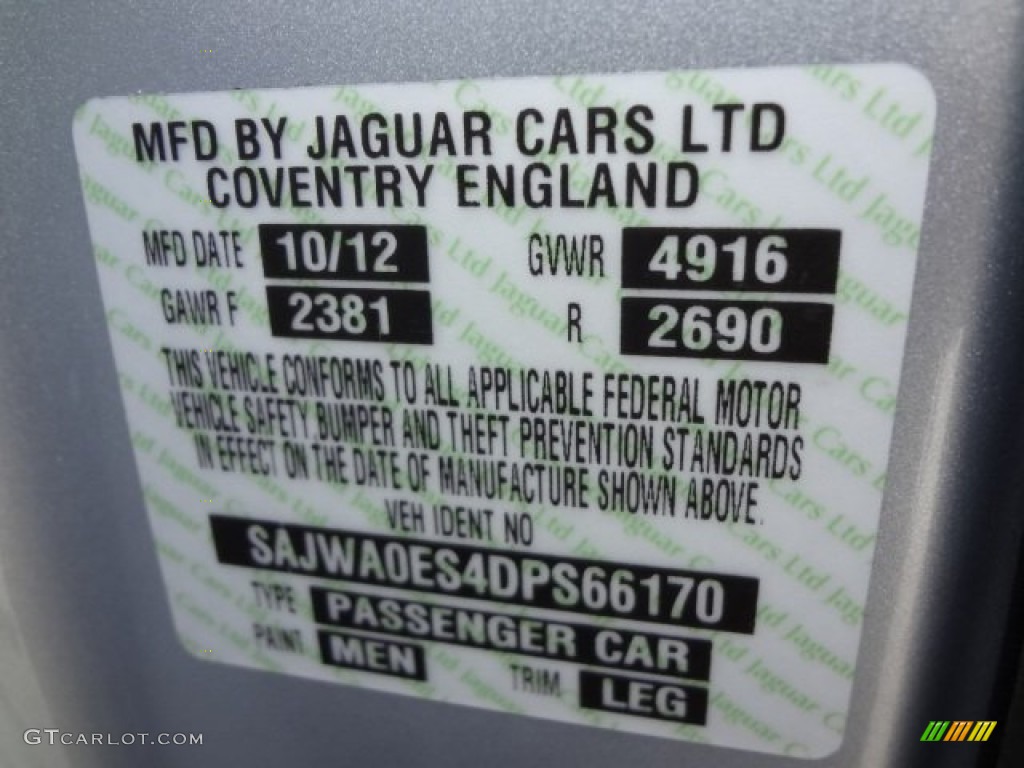 MFD BY JAGUAR CARS LTD
COVENTRY ENGLAND
MFD DATE 10/12 GVWR 4916
GAWR F 2381 R 2690
THIS VEHICLE CONFORMS TO ALL APPLICABLE FEDERAL MOTOR
VEHICLE SAFETY, BUMPER AND THEFT PREVENTION STANDARDS
IN EFFECT ON THE DATE OF MANUFACTURE SHOWN ABOVE.
VEH IDENT NO
SAJWA0ES4DPS66170
TYPE PASSENGER CAR
PAINT MEN TRIM LEG
GTCARLOT.COM